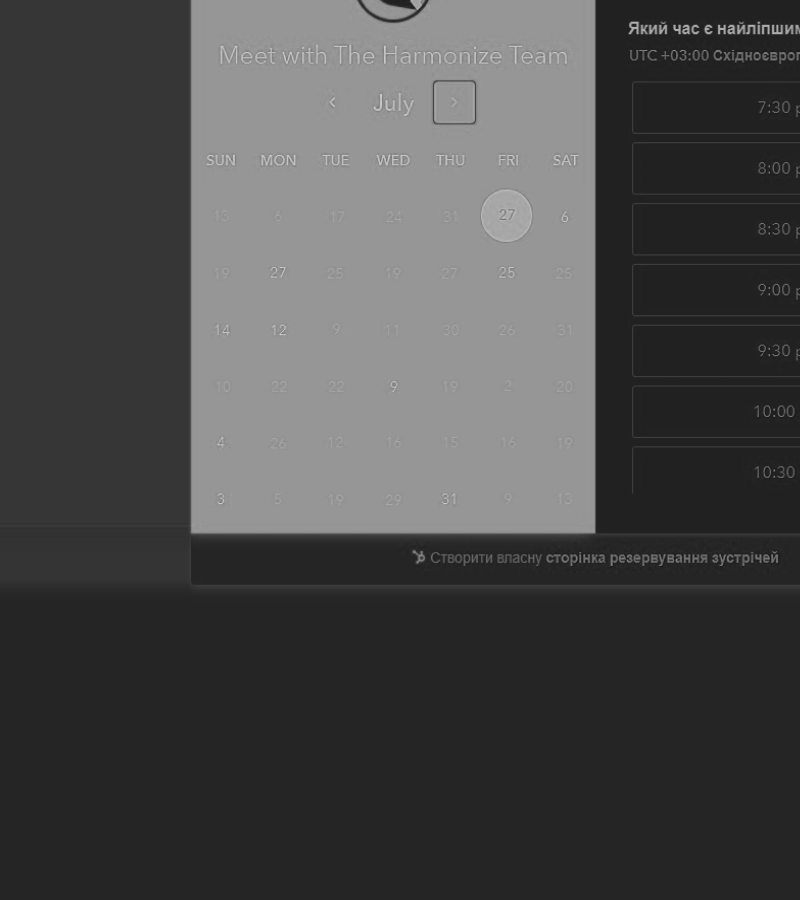 Meet with The Harmonize Team
July
SUN MON TUE WED THU FRI SAT
13 6 17 24 31 27 6
19 27 25 19 27 25 25
14 12 9 11 30 26 31
10 22 22 9 19 2 20
4 26 12 16 15 16 19
3 5 19 29 31 9 13
Який час є найліпшим
UTC +03:00
7:30
8:00
8:30
9:00
9:30
10:00
10:30
Створити власну сторінка резервування зустрічей